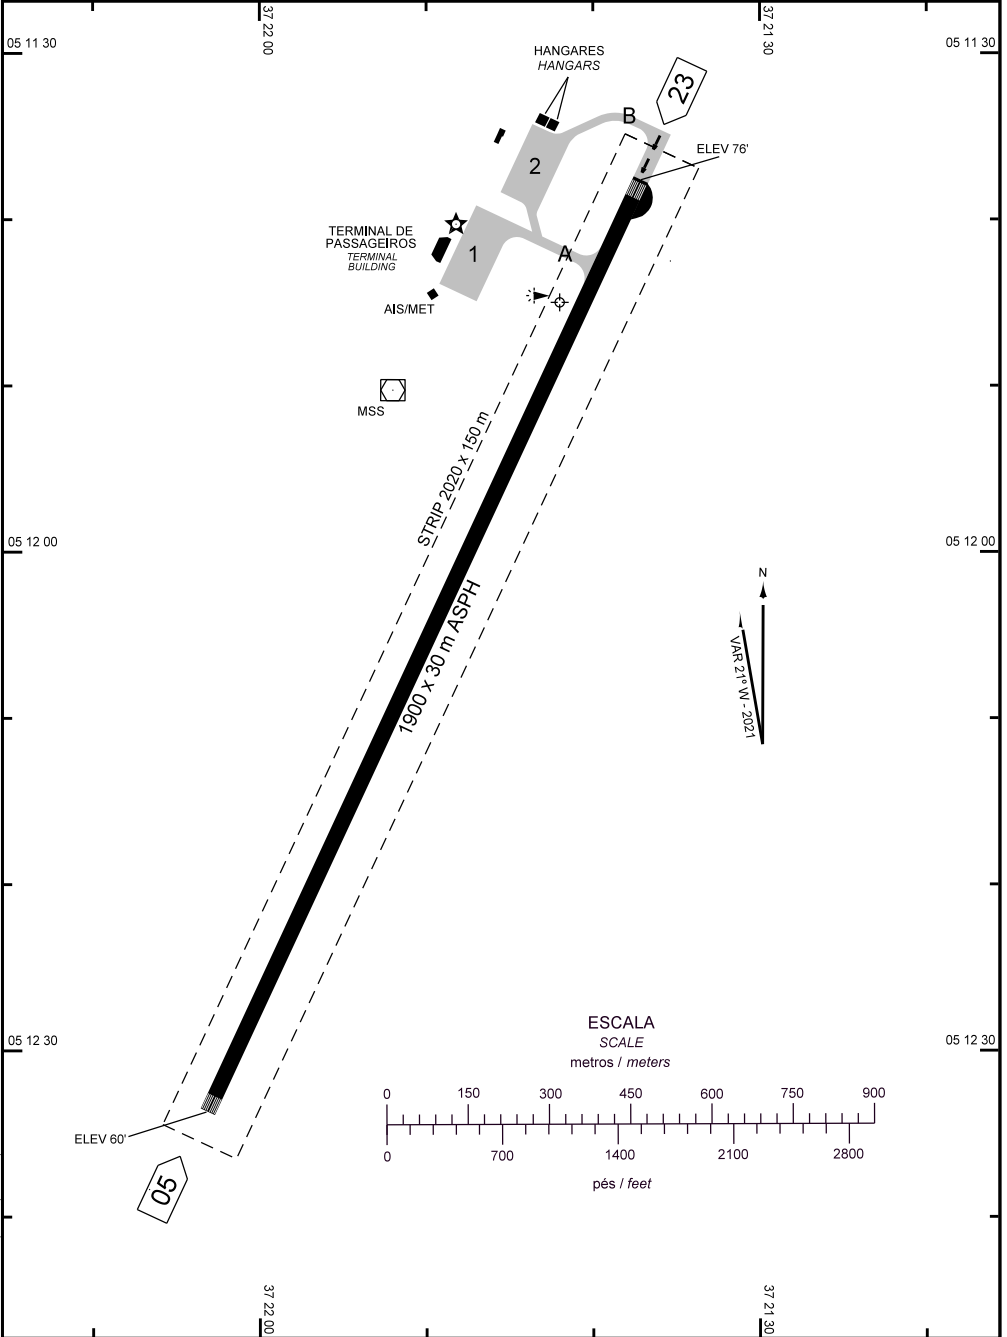 37 22 00
37 21 30
05 11 30
05 11 30
HANGARES
HANGARS
23
B
ELEV 76'
2
TERMINAL DE
PASSAGEIROS
TERMINAL
BUILDING
1
A
AIS/MET
MSS
STRIP 2020 x 150 m
05 12 00
05 12 00
N
VAR 21º W - 2021
1900 x 30 m ASPH
ESCALA
SCALE
metros / meters
05 12 30
05 12 30
0 150 300 450 600 750 900
0 700 1400 2100 2800
pés / feet
ELEV 60'
05
37 22 00
37 21 30